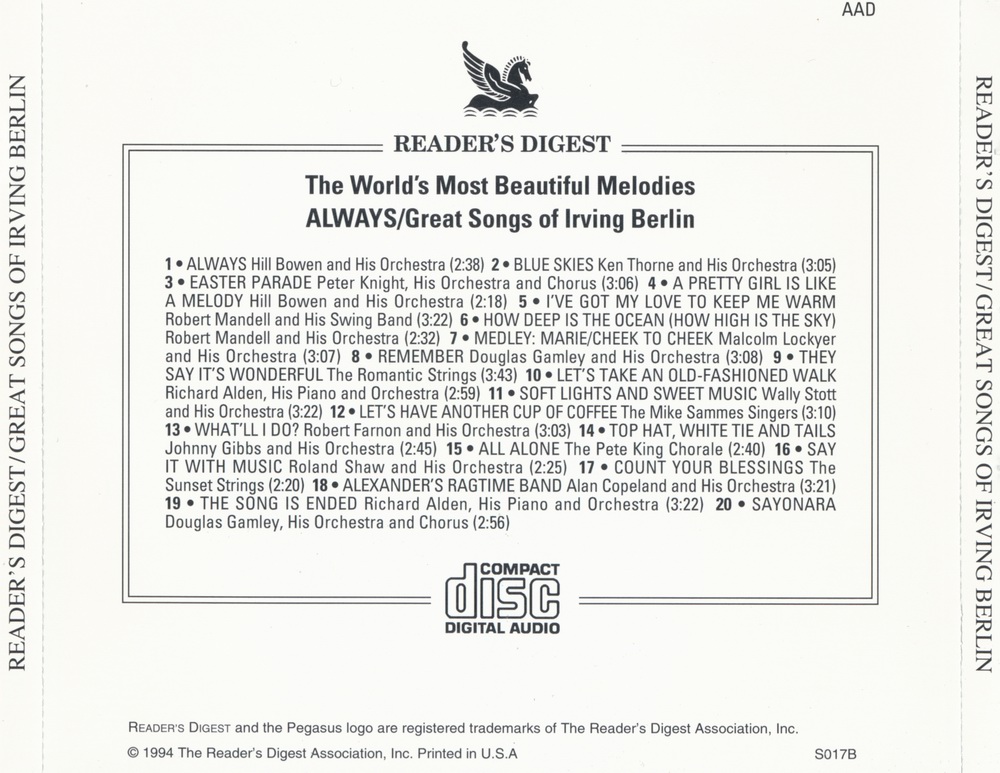 AAD
READER'S DIGEST
The World's Most Beautiful Melodies
ALWAYS/Great Songs of Irving Berlin
1 • ALWAYS Hill Bowen and His Orchestra (2:38) 2 • BLUE SKIES Ken Thorne and His Orchestra (3:05)
3 • EASTER PARADE Peter Knight, His Orchestra and Chorus (3:06) 4 • A PRETTY GIRL IS LIKE
A MELODY Hill Bowen and His Orchestra (2:18) 5 • I'VE GOT MY LOVE TO KEEP ME WARM
Robert Mandell and His Swing Band (3:22) 6 • HOW DEEP IS THE OCEAN (HOW HIGH IS THE SKY)
Robert Mandell and His Orchestra (2:32) 7 • MEDLEY: MARIE/CHEEK TO CHEEK Malcolm Lockyer
and His Orchestra (3:07) 8 • REMEMBER Douglas Gamley and His Orchestra (3:08) 9 • THEY
SAY IT'S WONDERFUL The Romantic Strings (3:43) 10 • LET'S TAKE AN OLD-FASHIONED WALK
Richard Alden, His Piano and Orchestra (2:59) 11 • SOFT LIGHTS AND SWEET MUSIC Wally Stott
and His Orchestra (3:22) 12 • LET'S HAVE ANOTHER CUP OF COFFEE The Mike Sammes Singers (3:10)
13 • WHAT'LL I DO? Robert Farnon and His Orchestra (3:03) 14 • TOP HAT, WHITE TIE AND TAILS
Johnny Gibbs and His Orchestra (2:45) 15 • ALL ALONE The Pete King Chorale (2:40) 16 • SAY
IT WITH MUSIC Roland Shaw and His Orchestra (2:25) 17 • COUNT YOUR BLESSINGS The
Sunset Strings (2:20) 18 • ALEXANDER'S RAGTIME BAND Alan Copeland and His Orchestra (3:21)
19 • THE SONG IS ENDED Richard Alden, His Piano and Orchestra (3:22) 20 • SAYONARA
Douglas Gamley, His Orchestra and Chorus (2:56)
COMPACT
disc
DIGITAL AUDIO
READER'S DIGEST and the Pegasus logo are registered trademarks of The Reader's Digest Association, Inc.
© 1994 The Reader's Digest Association, Inc. Printed in U.S.A
S017B
READER'S DIGEST/GREAT SONGS OF IRVING BERLIN
READER'S DIGEST/GREAT SONGS OF IRVING BERLIN